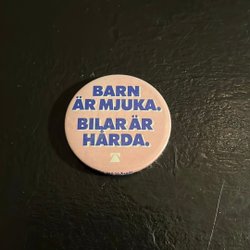 BARN
ÄR MJUKA.
BILAR ÄR
HÅRDA.